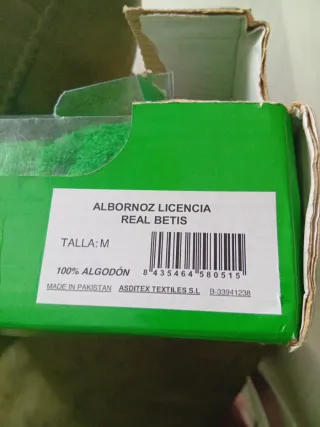 ALBORNOZ LICENCIA
REAL BETIS
TALLA: M
100% ALGODÓN
8 435464 580515
MADE IN PAKISTAN ASDITEX TEXTILES S.L B-33941238